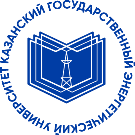 КАЗАНСКИЙ ГОСУДАРСТВЕННЫЙ ЭНЕРГЕТИЧЕСКИЙ УНИВЕРСИТЕТ